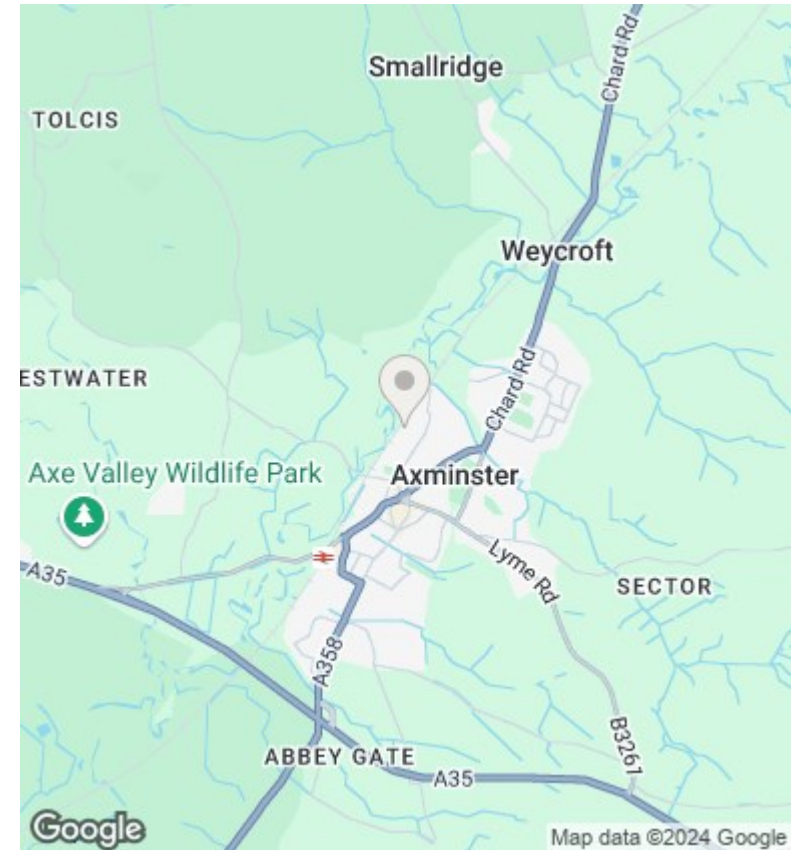 Chard Rd
Smallridge
TOLCIS
Weycroft
ESTWATER
Chard Rd
Axe Valley Wildlife Park
Axminster
Lyme Rd
A35
SECTOR
A358
B3261
ABBEY GATE
A35
Google
Map data ©2024 Google